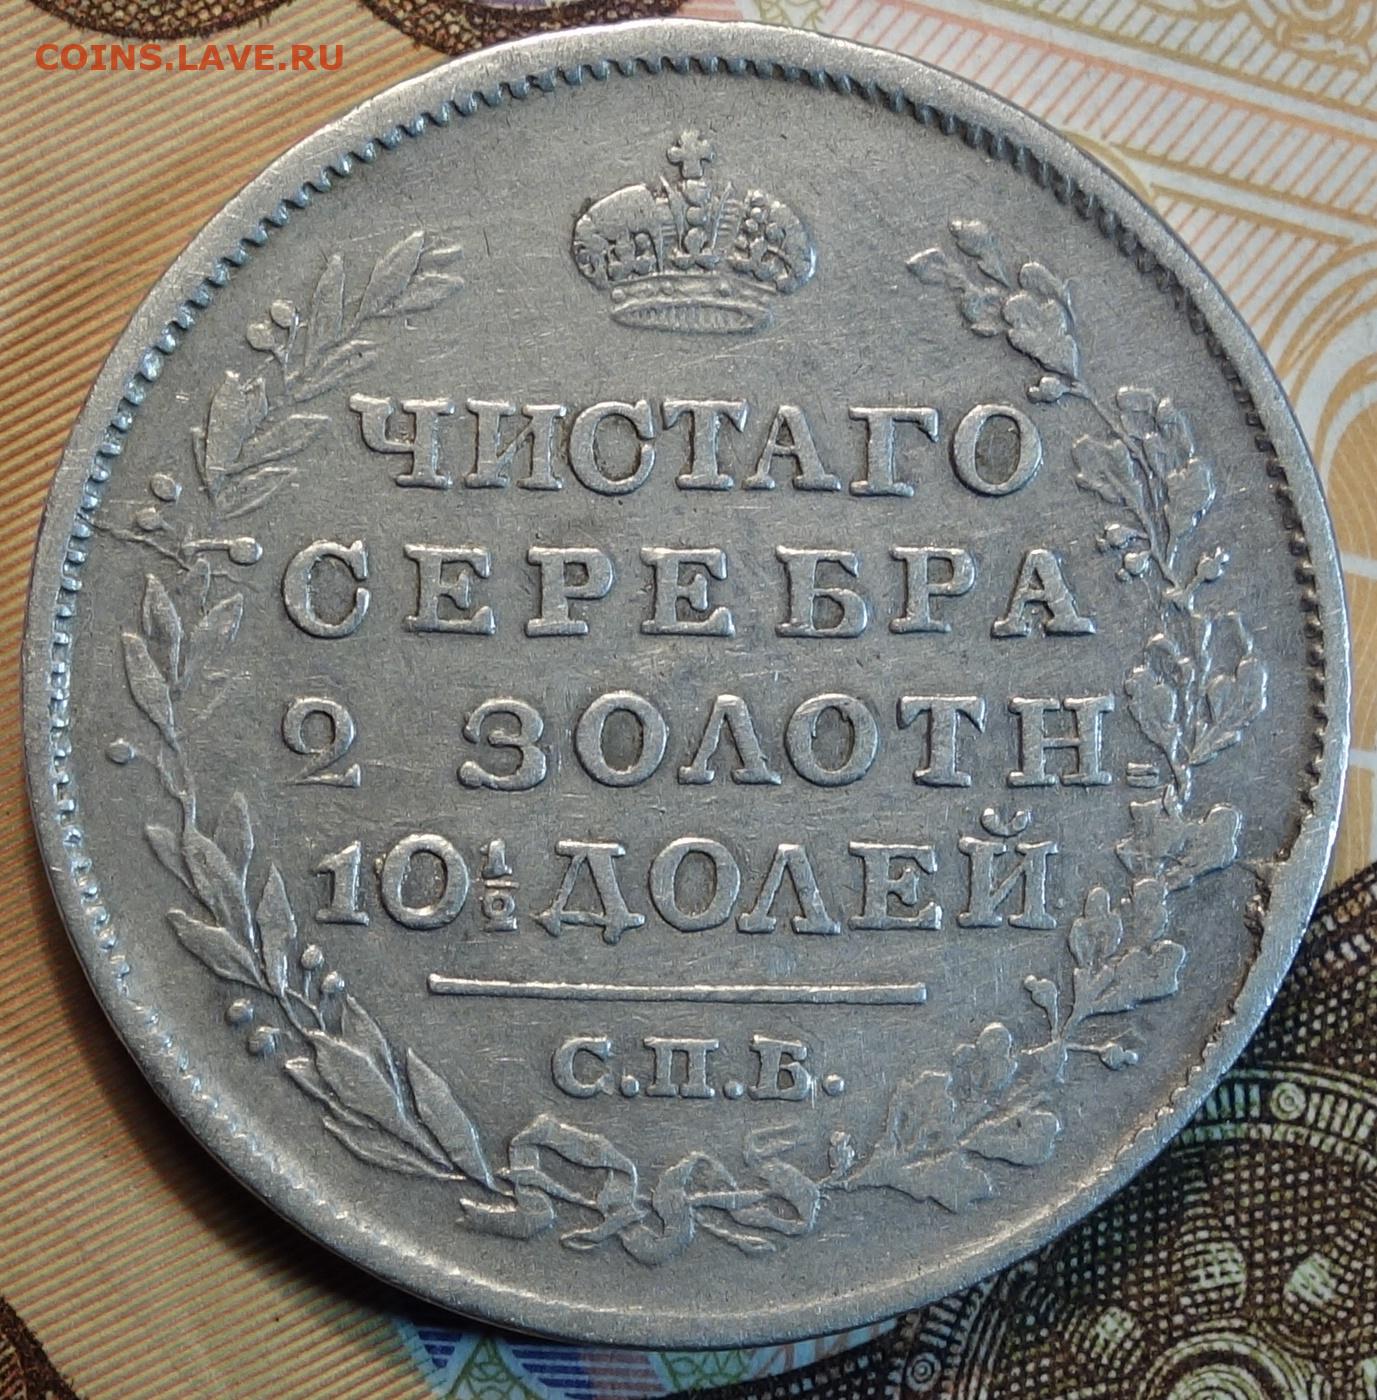 COINS.LAVE.RU
ЧИСТАГО
СЕРЕБРА
2 ЗОЛОТН=
10½ ДОЛЕЙ
С.П.Б.